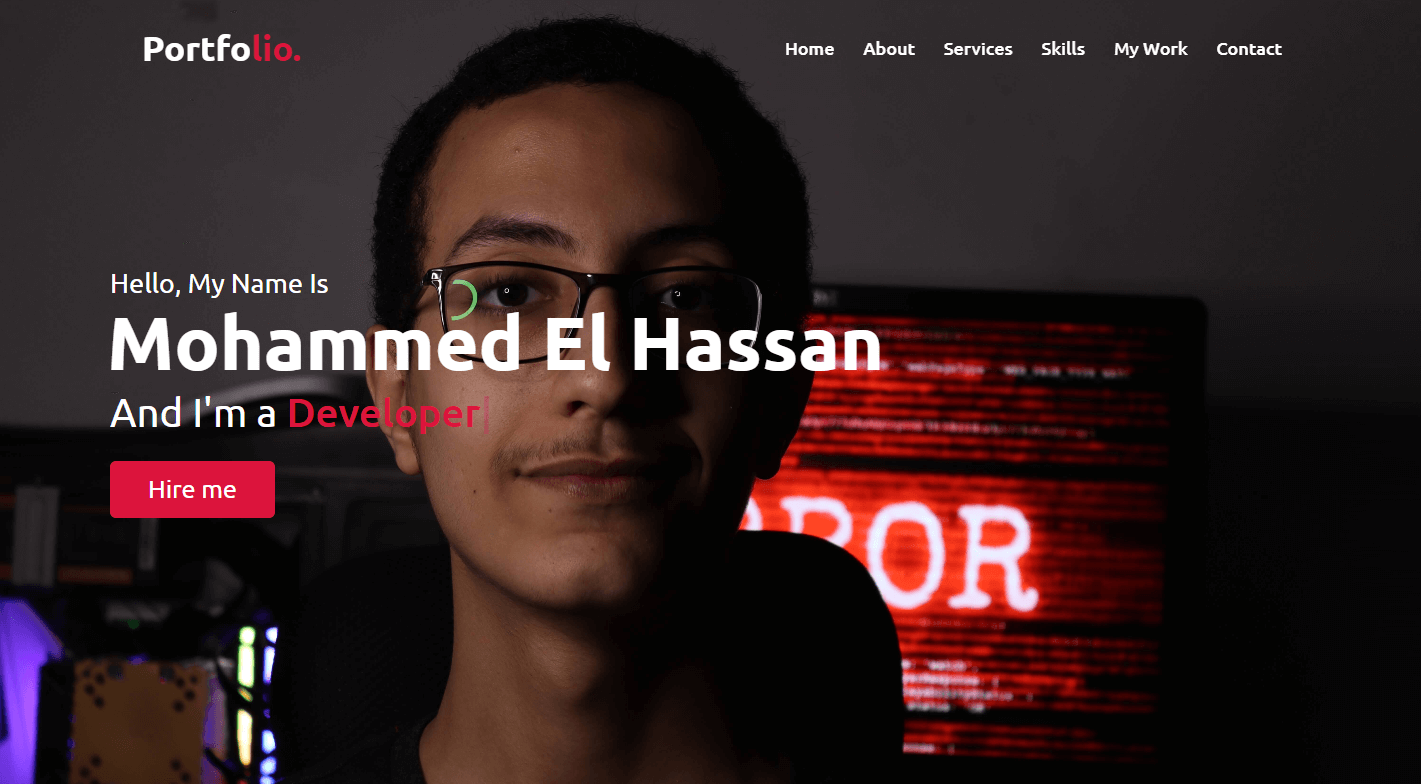 Portfolio.
Home About Services Skills My Work Contact
Hello, My Name Is
Mohammed El Hassan
And I'm a Developer|
Hire me
ROR